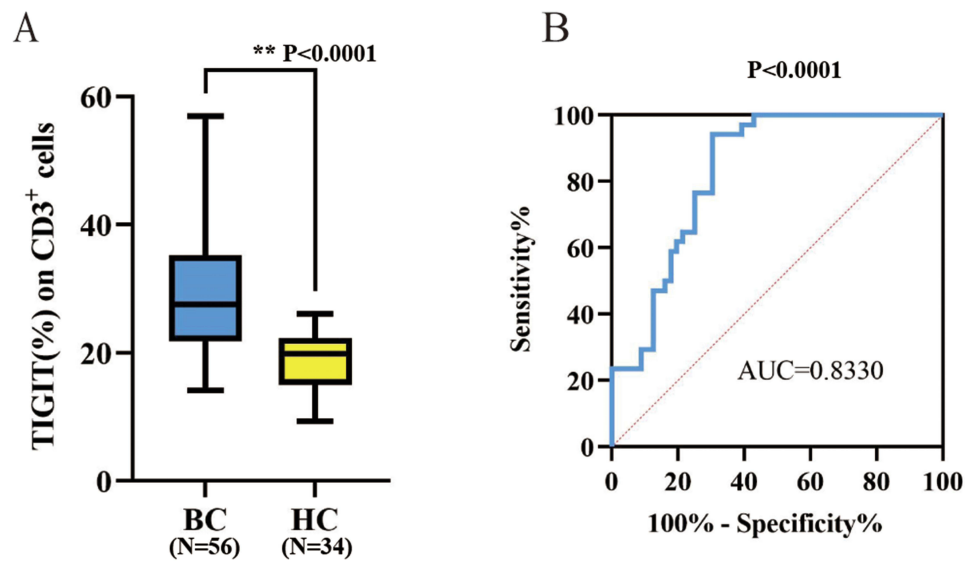 A
** P<0.0001
TIGIT(%) on CD3+ cells
60
40
20
0
BC
(N=56)
HC
(N=34)
B
P<0.0001
Sensitivity%
100
80
60
40
20
0
AUC=0.8330
0 20 40 60 80 100
100% - Specificity%